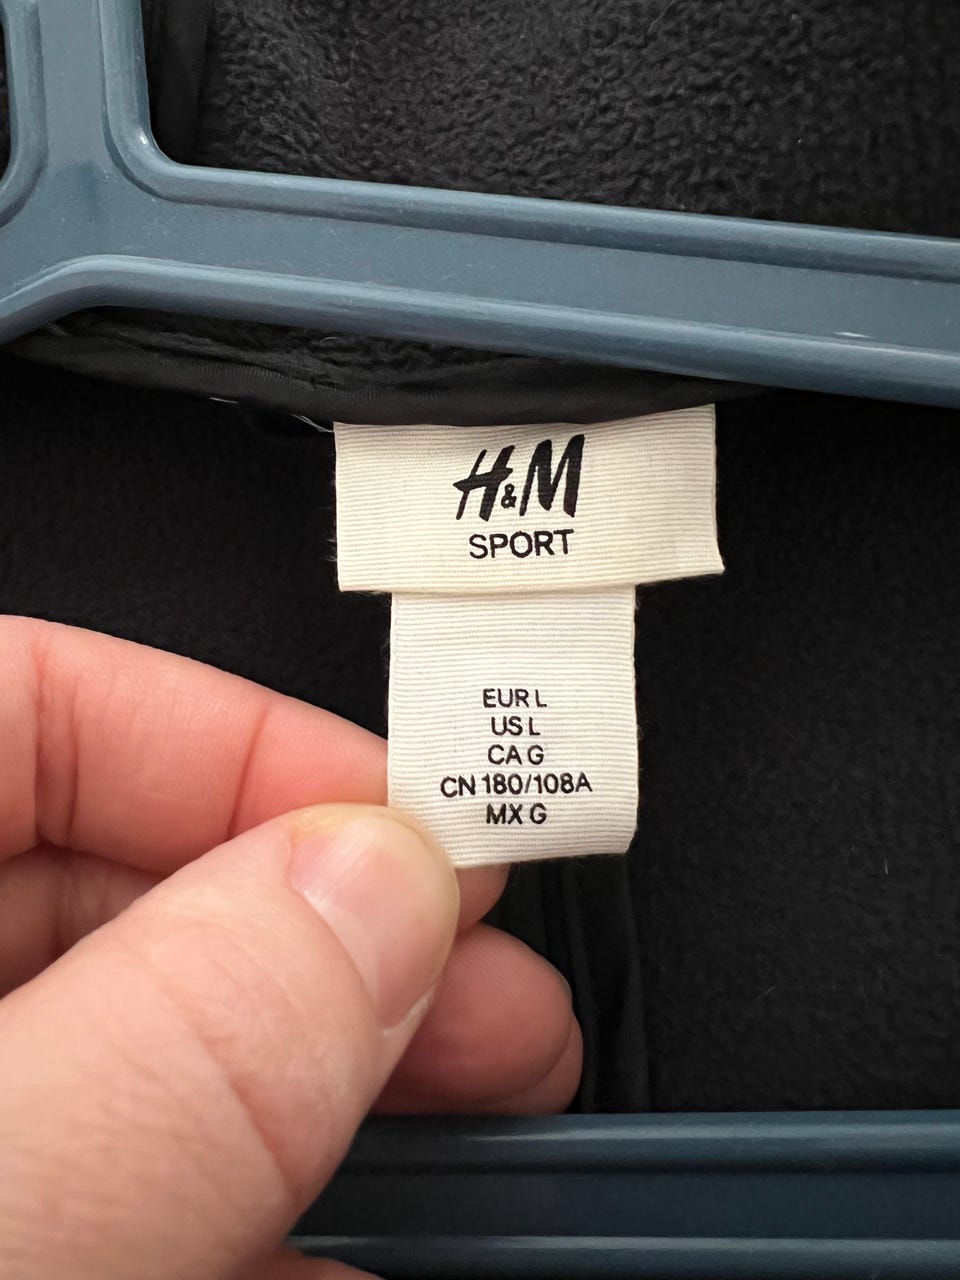 H&M
SPORT
EUR L
US L
CA G
CN 180/108A
MX G